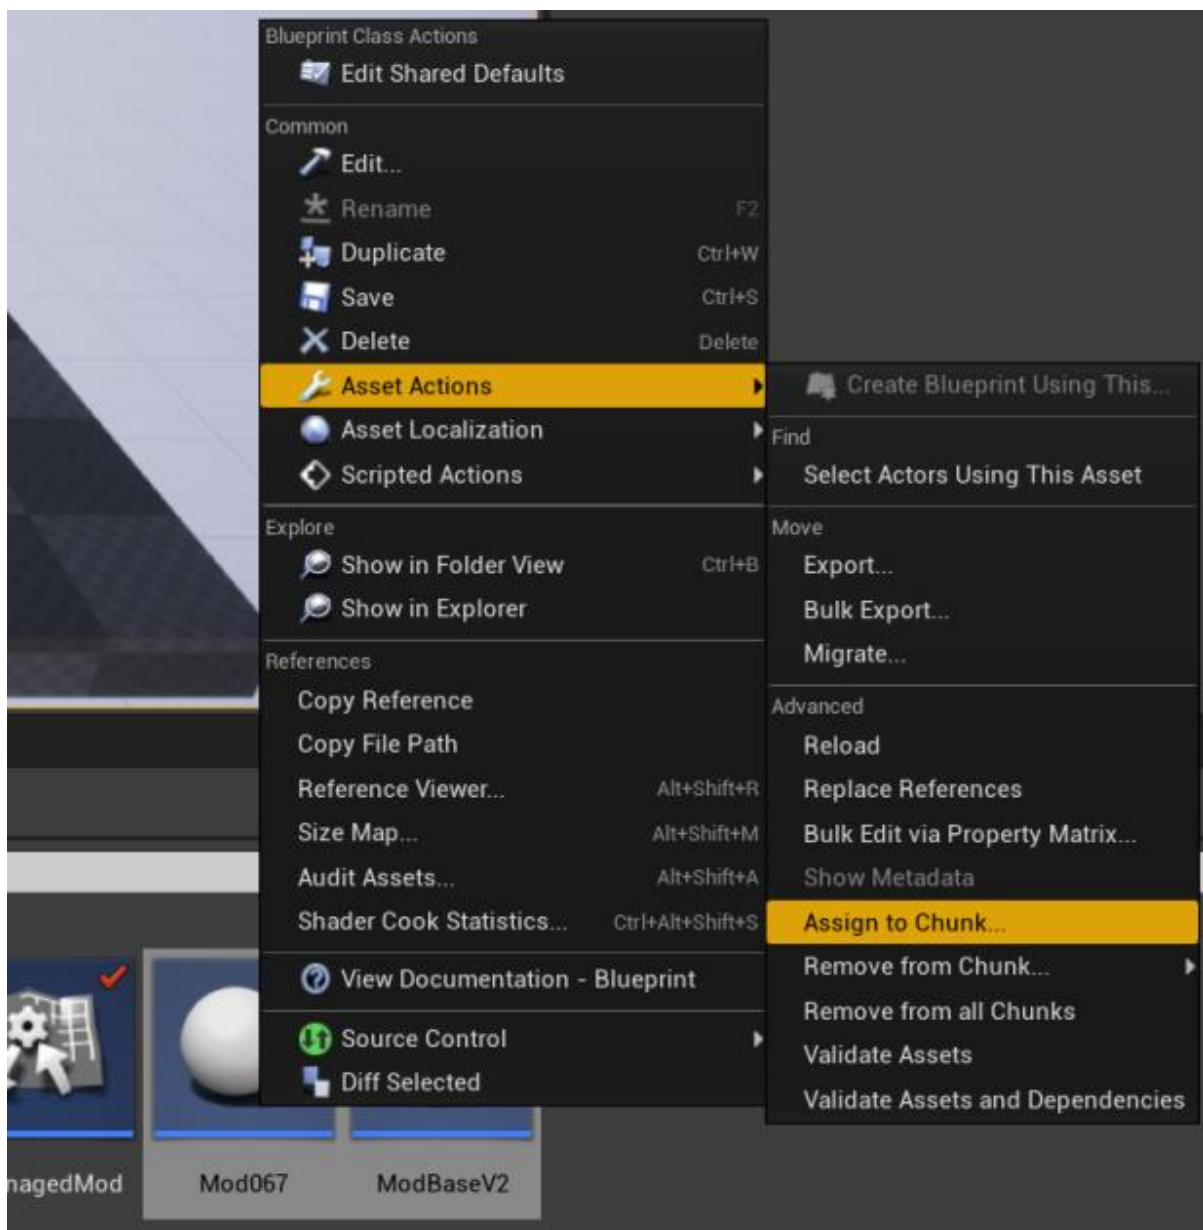 Blueprint Class Actions
Edit Shared Defaults
Common
Edit...
Rename F2
Duplicate Ctrl+W
Save Ctrl+S
Delete Delete
Asset Actions
Asset Localization
Scripted Actions
Explore
Show in Folder View Ctrl+B
Show in Explorer
References
Copy Reference
Copy File Path
Reference Viewer... Alt+Shift+R
Size Map... Alt+Shift+M
Audit Assets... Alt+Shift+A
Shader Cook Statistics... Ctrl+Alt+Shift+S
View Documentation - Blueprint
Source Control
Diff Selected
Create Blueprint Using This...
Find
Select Actors Using This Asset
Move
Export...
Bulk Export...
Migrate...
Advanced
Reload
Replace References
Bulk Edit via Property Matrix...
Show Metadata
Assign to Chunk...
Remove from Chunk...
Remove from all Chunks
Validate Assets
Validate Assets and Dependencies
nagedMod Mod067 ModBaseV2